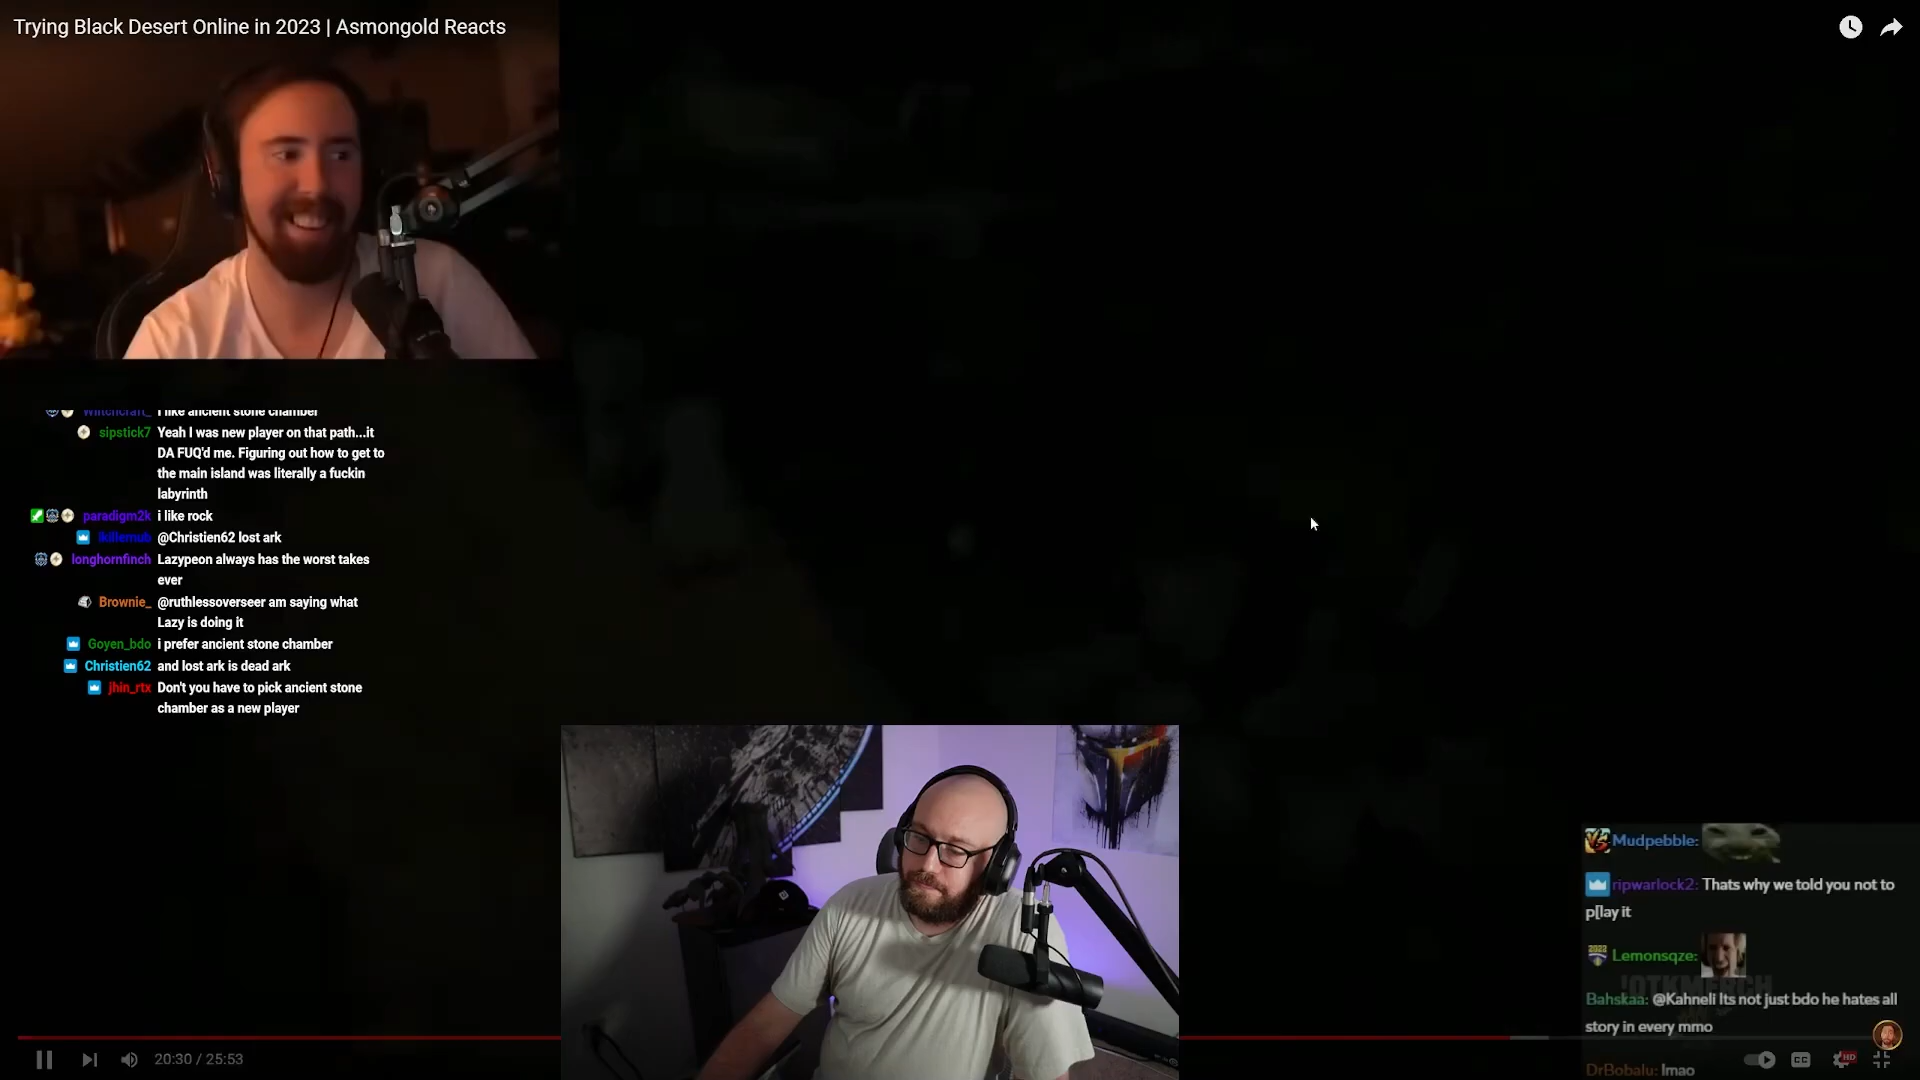 Trying Black Desert Online in 2023 | Asmongold Reacts
Wiltchcraft_ I like ancient stone chamber
sipstick7 Yeah I was new player on that path...it
DA FUQ'd me. Figuring out how to get to
the main island was literally a fuckin
labyrinth
paradigm2k i like rock
@Christien62 lost ark
longhornfinch Lazypeon always has the worst takes
ever
Brownie_ @ruthlessoverseer am saying what
Lazy is doing it
Goyen_bdo i prefer ancient stone chamber
Christien62 and lost ark is dead ark
jhin_rtx Don't you have to pick ancient stone
chamber as a new player
Mudpebble:
ripwarlock2: Thats why we told you not to
p[lay it
2022
Lemonsqze:
!OTKMERCH
Bahskaa: @Kahneli Its not just bdo he hates all
story in every mmo
DrBobalu: lmao
20:30 / 25:53
CC
HD